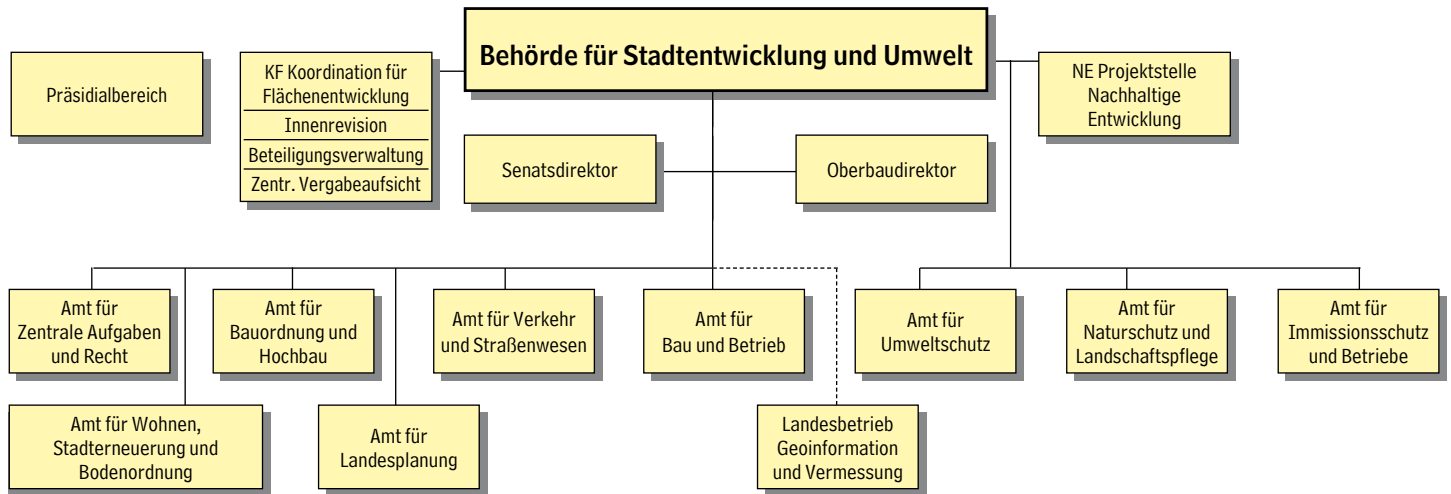 Behörde für Stadtentwicklung und Umwelt
Präsidialbereich
KF Koordination für
Flächenentwicklung
Innenrevision
Beteiligungsverwaltung
Zentr. Vergabeaufsicht
NE Projektstelle
Nachhaltige
Entwicklung
Senatsdirektor
Oberbaudirektor
Amt für
Zentrale Aufgaben
und Recht
Amt für
Bauordnung und
Hochbau
Amt für Verkehr
und Straßenwesen
Amt für
Bau und Betrieb
Amt für
Umweltschutz
Amt für
Naturschutz und
Landschaftspflege
Amt für
Immissionsschutz
und Betriebe
Amt für Wohnen,
Stadterneuerung und
Bodenordnung
Amt für
Landesplanung
Landesbetrieb
Geoinformation
und Vermessung